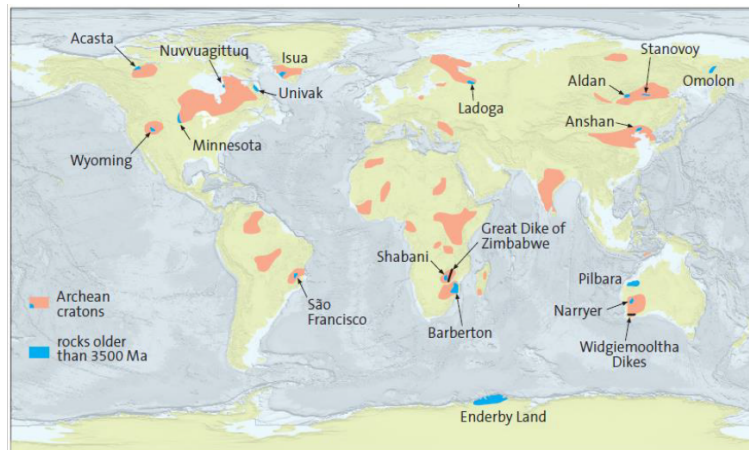 Acasta
Nuvvuagittuq
Isua
Stanovoy
Aldan
Omolon
Univak
Ladoga
Anshan
Wyoming
Minnesota
Great Dike of
Zimbabwe
Shabani
Archean
cratons
São
Francisco
Pilbara
Narryer
Barberton
rocks older
than 3500 Ma
Widgiemooltha
Dikes
Enderby Land